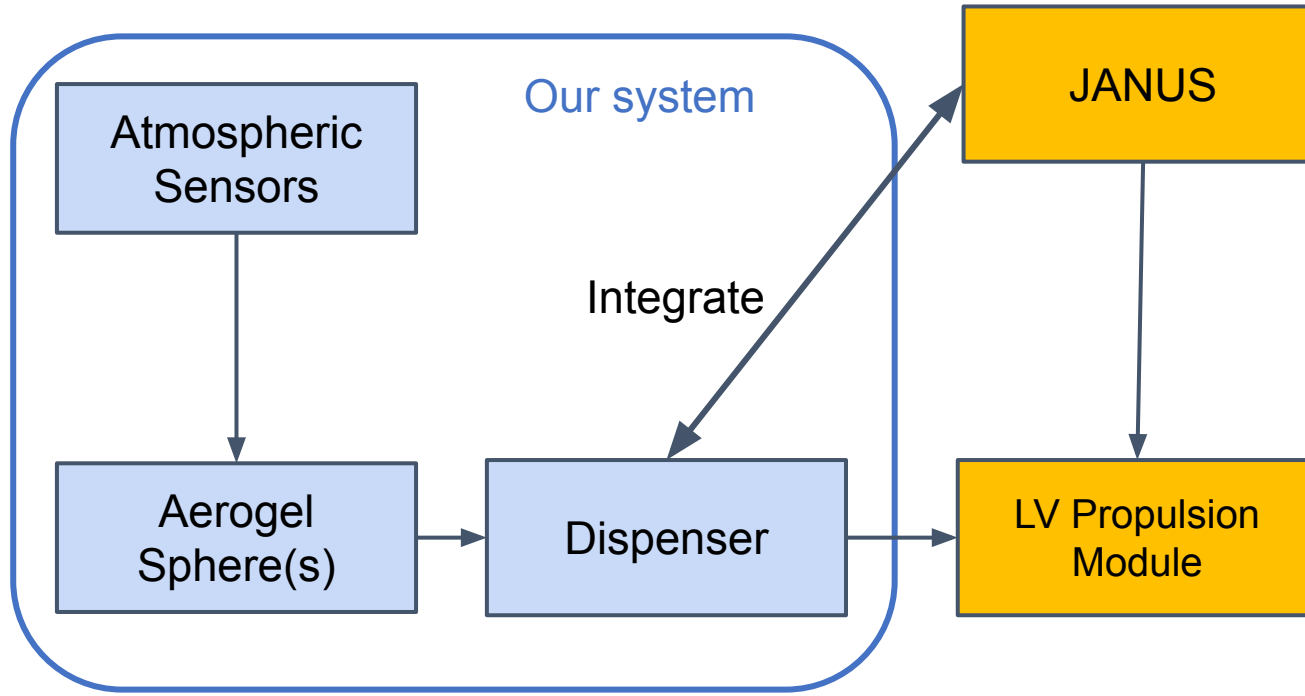 Our system
JANUS
Atmospheric
Sensors
Integrate
Aerogel
Sphere(s)
Dispenser
LV Propulsion
Module